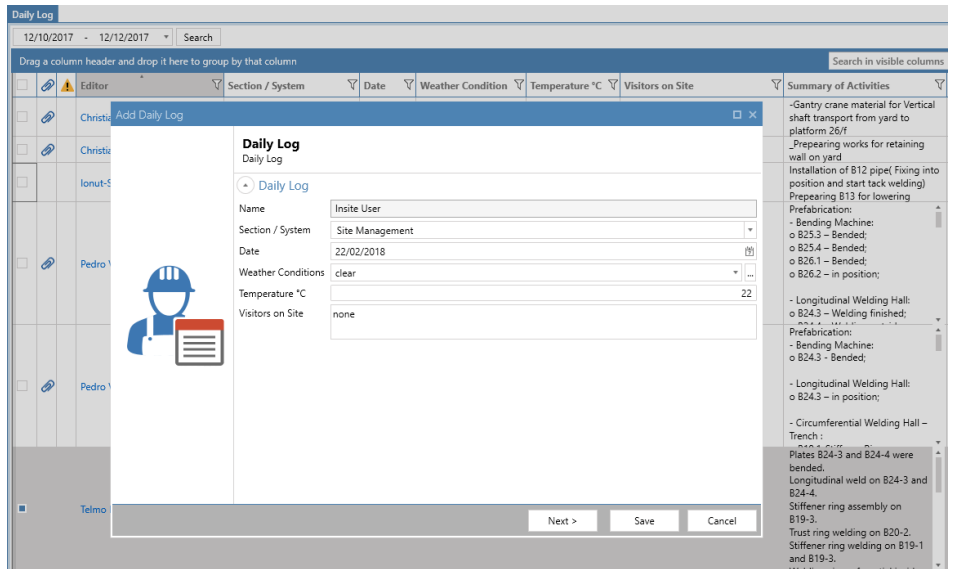 Daily Log
12/10/2017 - 12/12/2017 Search
Drag a column header and drop it here to group by that column
Search in visible columns
Editor Section / System Date Weather Condition Temperature °C Visitors on Site Summary of Activities
Christia
-Gantry crane material for Vertical
shaft transport from yard to
platform 26/f
Christia
_Prepearing works for retaining
wall on yard
Ionut-S
Installation of B12 pipe( Fixing into
position and start tack welding)
Prepearing B13 for lowering
Pedro V
Prefabrication:
- Bending Machine:
o B25.3 – Bended;
o B25.4 – Bended;
o B26.1 – Bended;
o B26.2 – in position;
- Longitudinal Welding Hall:
o B24.3 – Welding finished;
Pedro V
Prefabrication:
- Bending Machine:
o B24.3 - Bended;
- Longitudinal Welding Hall:
o B24.3 – in position;
- Circumferential Welding Hall –
Trench :
Telmo
Plates B24-3 and B24-4 were
bended.
Longitudinal weld on B24-3 and
B24-4.
Stiffener ring assembly on
B19-3.
Trust ring welding on B20-2.
Stiffener ring welding on B19-1
and B19-3.
Add Daily Log
Daily Log
Daily Log
Daily Log
Name Insite User
Section / System Site Management
Date 22/02/2018
Weather Conditions clear ...
Temperature °C 22
Visitors on Site none
Next > Save Cancel